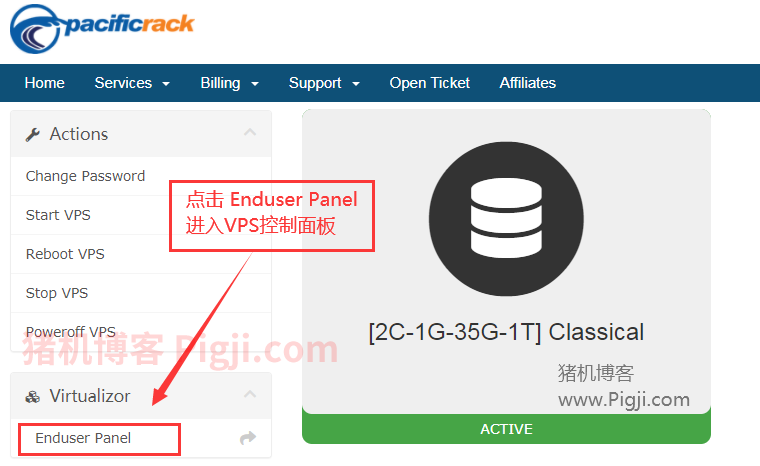 pacificrack
Home Services Billing Support Open Ticket Affiliates
Actions
Change Password
Start VPS
Reboot VPS
Stop VPS
Poweroff VPS
猪机博客 Pigji.com
Virtualizor
Enduser Panel
点击 Enduser Panel
进入VPS控制面板
[2C-1G-35G-1T] Classical
猪机博客
www.Pigji.com
ACTIVE